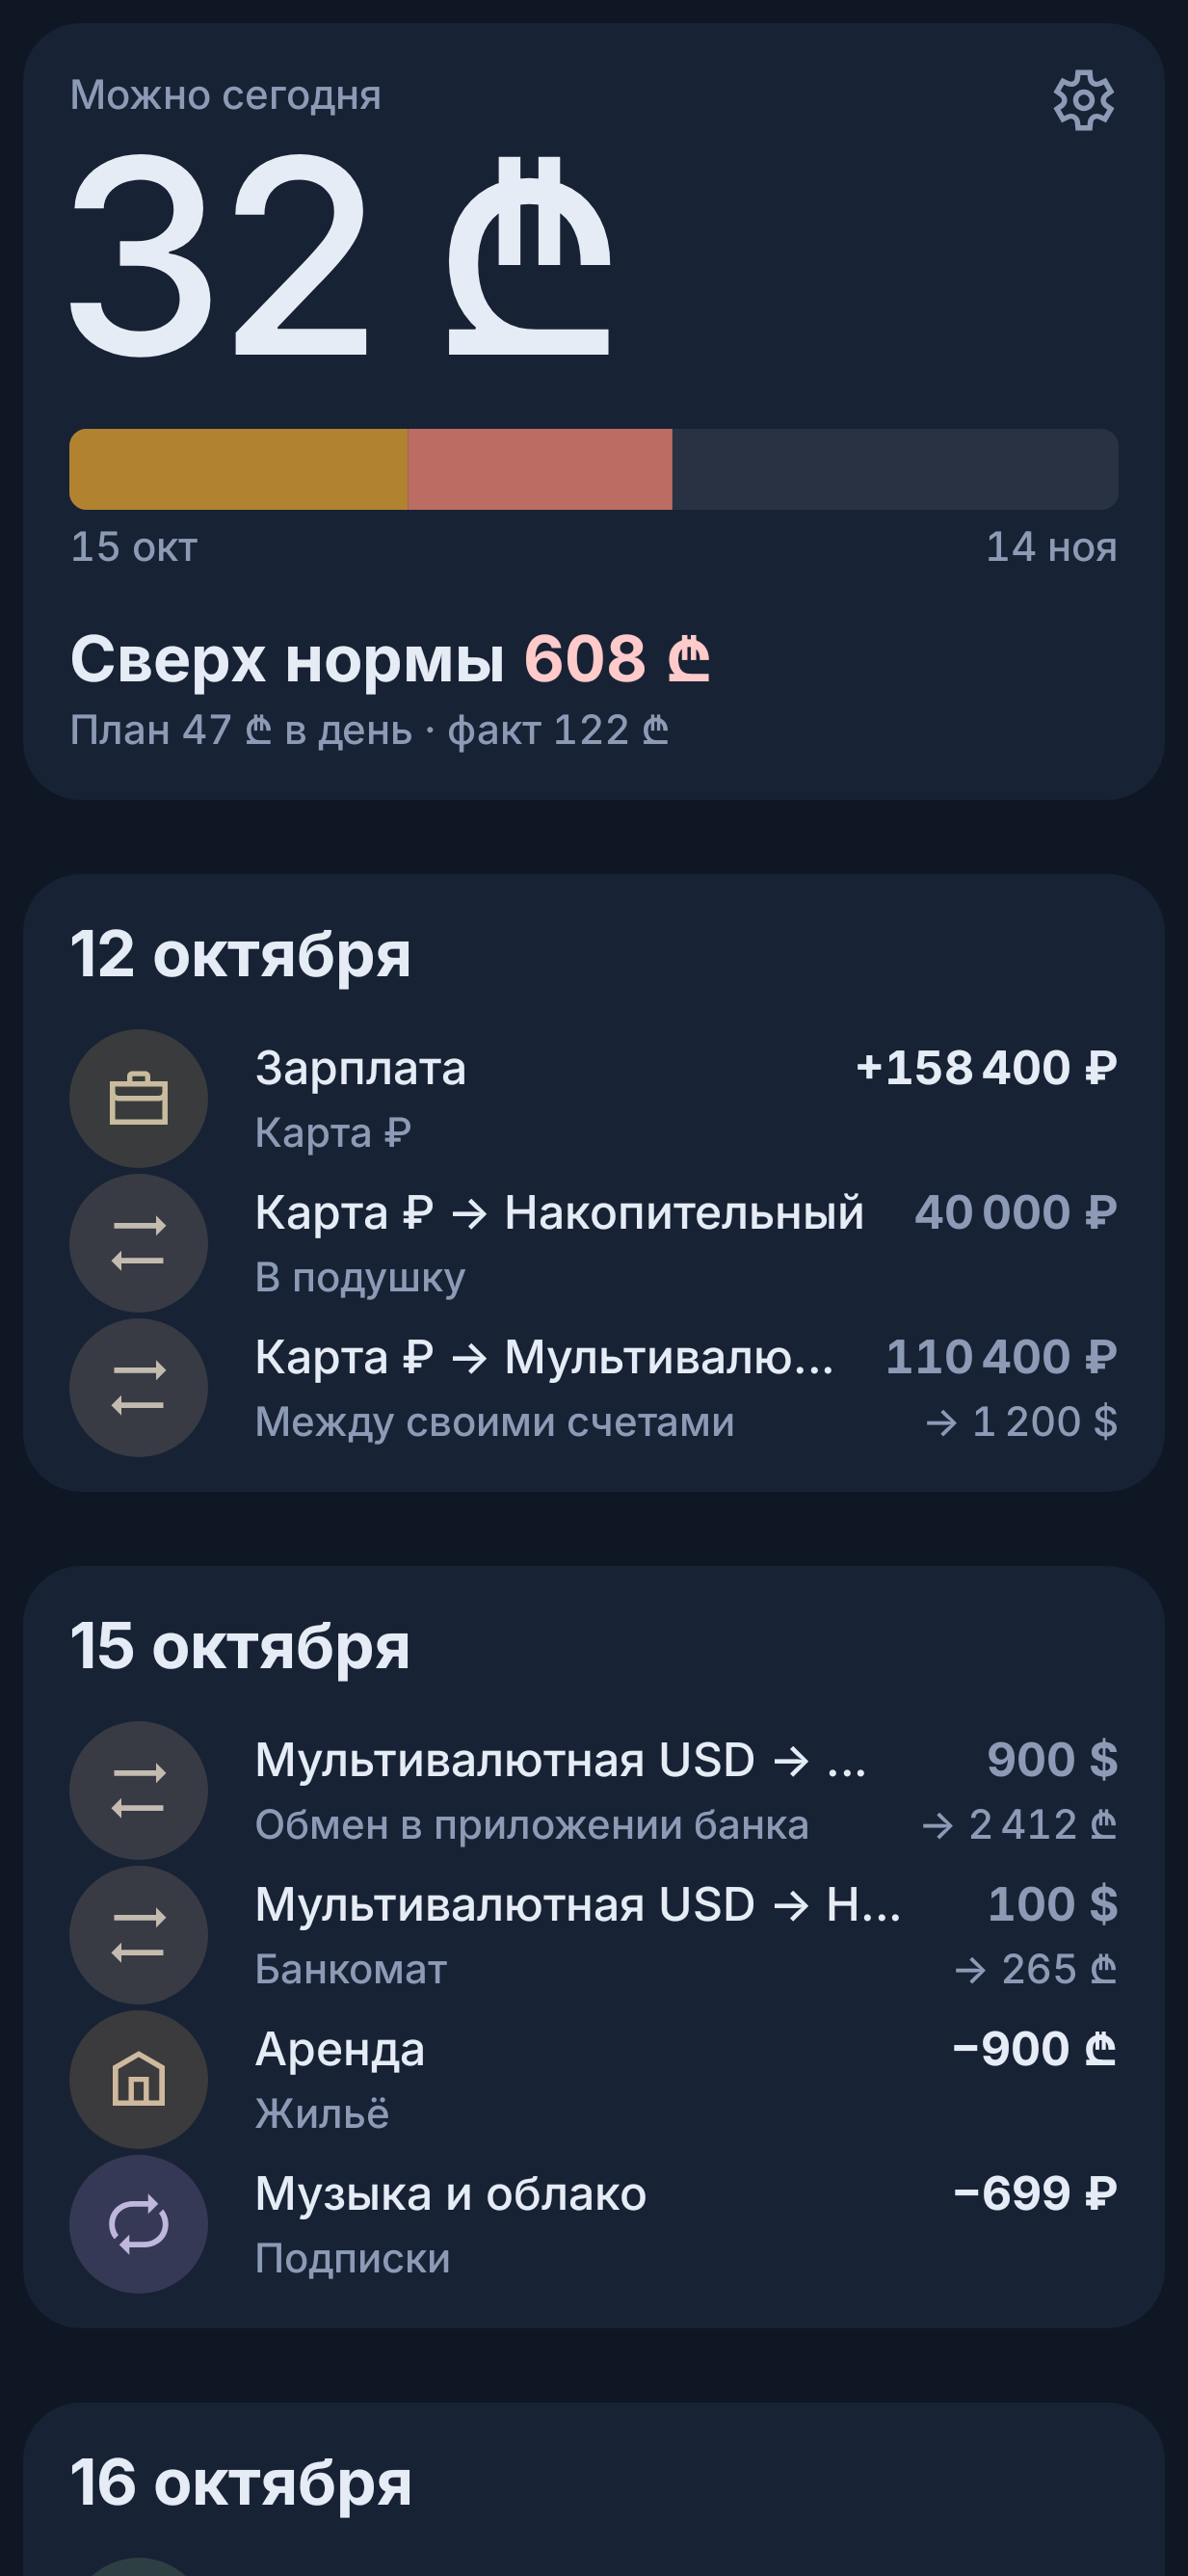 Можно сегодня
32 ₾
15 окт 14 ноя
Сверх нормы 608 ₾
План 47 ₾ в день · факт 122 ₾
12 октября
Зарплата +158 400 ₽
Карта ₽
Карта ₽ → Накопительный 40 000 ₽
В подушку
Карта ₽ → Мультивалю... 110 400 ₽
Между своими счетами → 1 200 $
15 октября
Мультивалютная USD → ... 900 $
Обмен в приложении банка → 2 412 ₾
Мультивалютная USD → Н... 100 $
Банкомат → 265 ₾
Аренда −900 ₾
Жильё
Музыка и облако −699 ₽
Подписки
16 октября